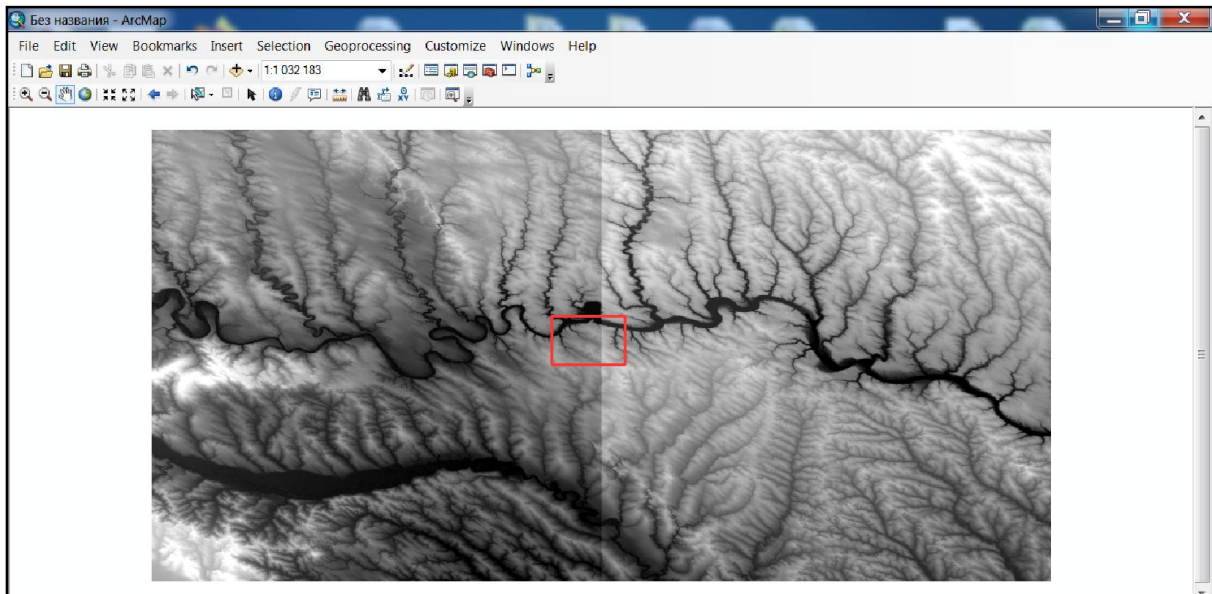 Без названия - ArcMap
File Edit View Bookmarks Insert Selection Geoprocessing Customize Windows Help
1:1 032 183